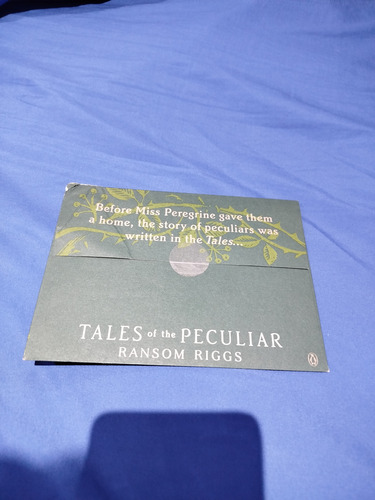 Before Miss Peregrine gave them
a home, the story of peculiars was
written in the Tales...
TALES of the PECULIAR
RANSOM RIGGS